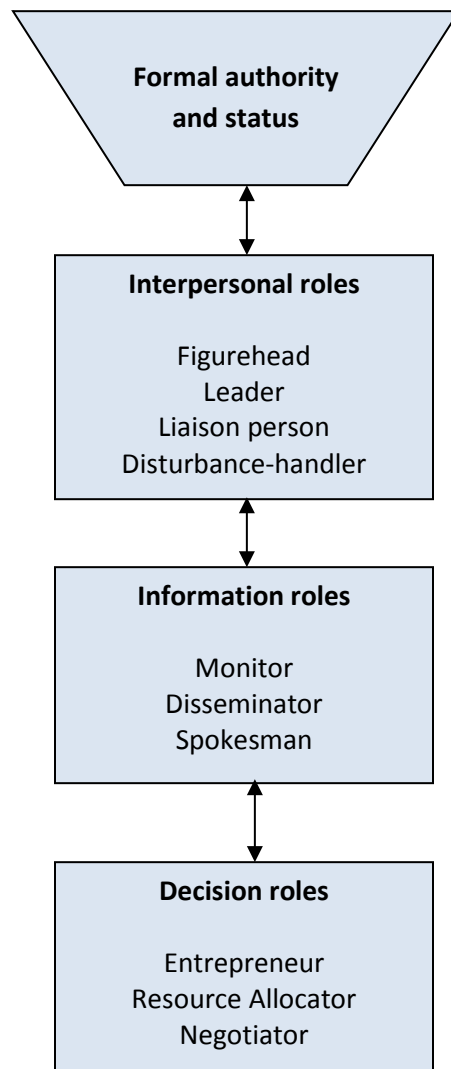 Formal authority
and status
Interpersonal roles
Figurehead
Leader
Liaison person
Disturbance-handler
Information roles
Monitor
Disseminator
Spokesman
Decision roles
Entrepreneur
Resource Allocator
Negotiator